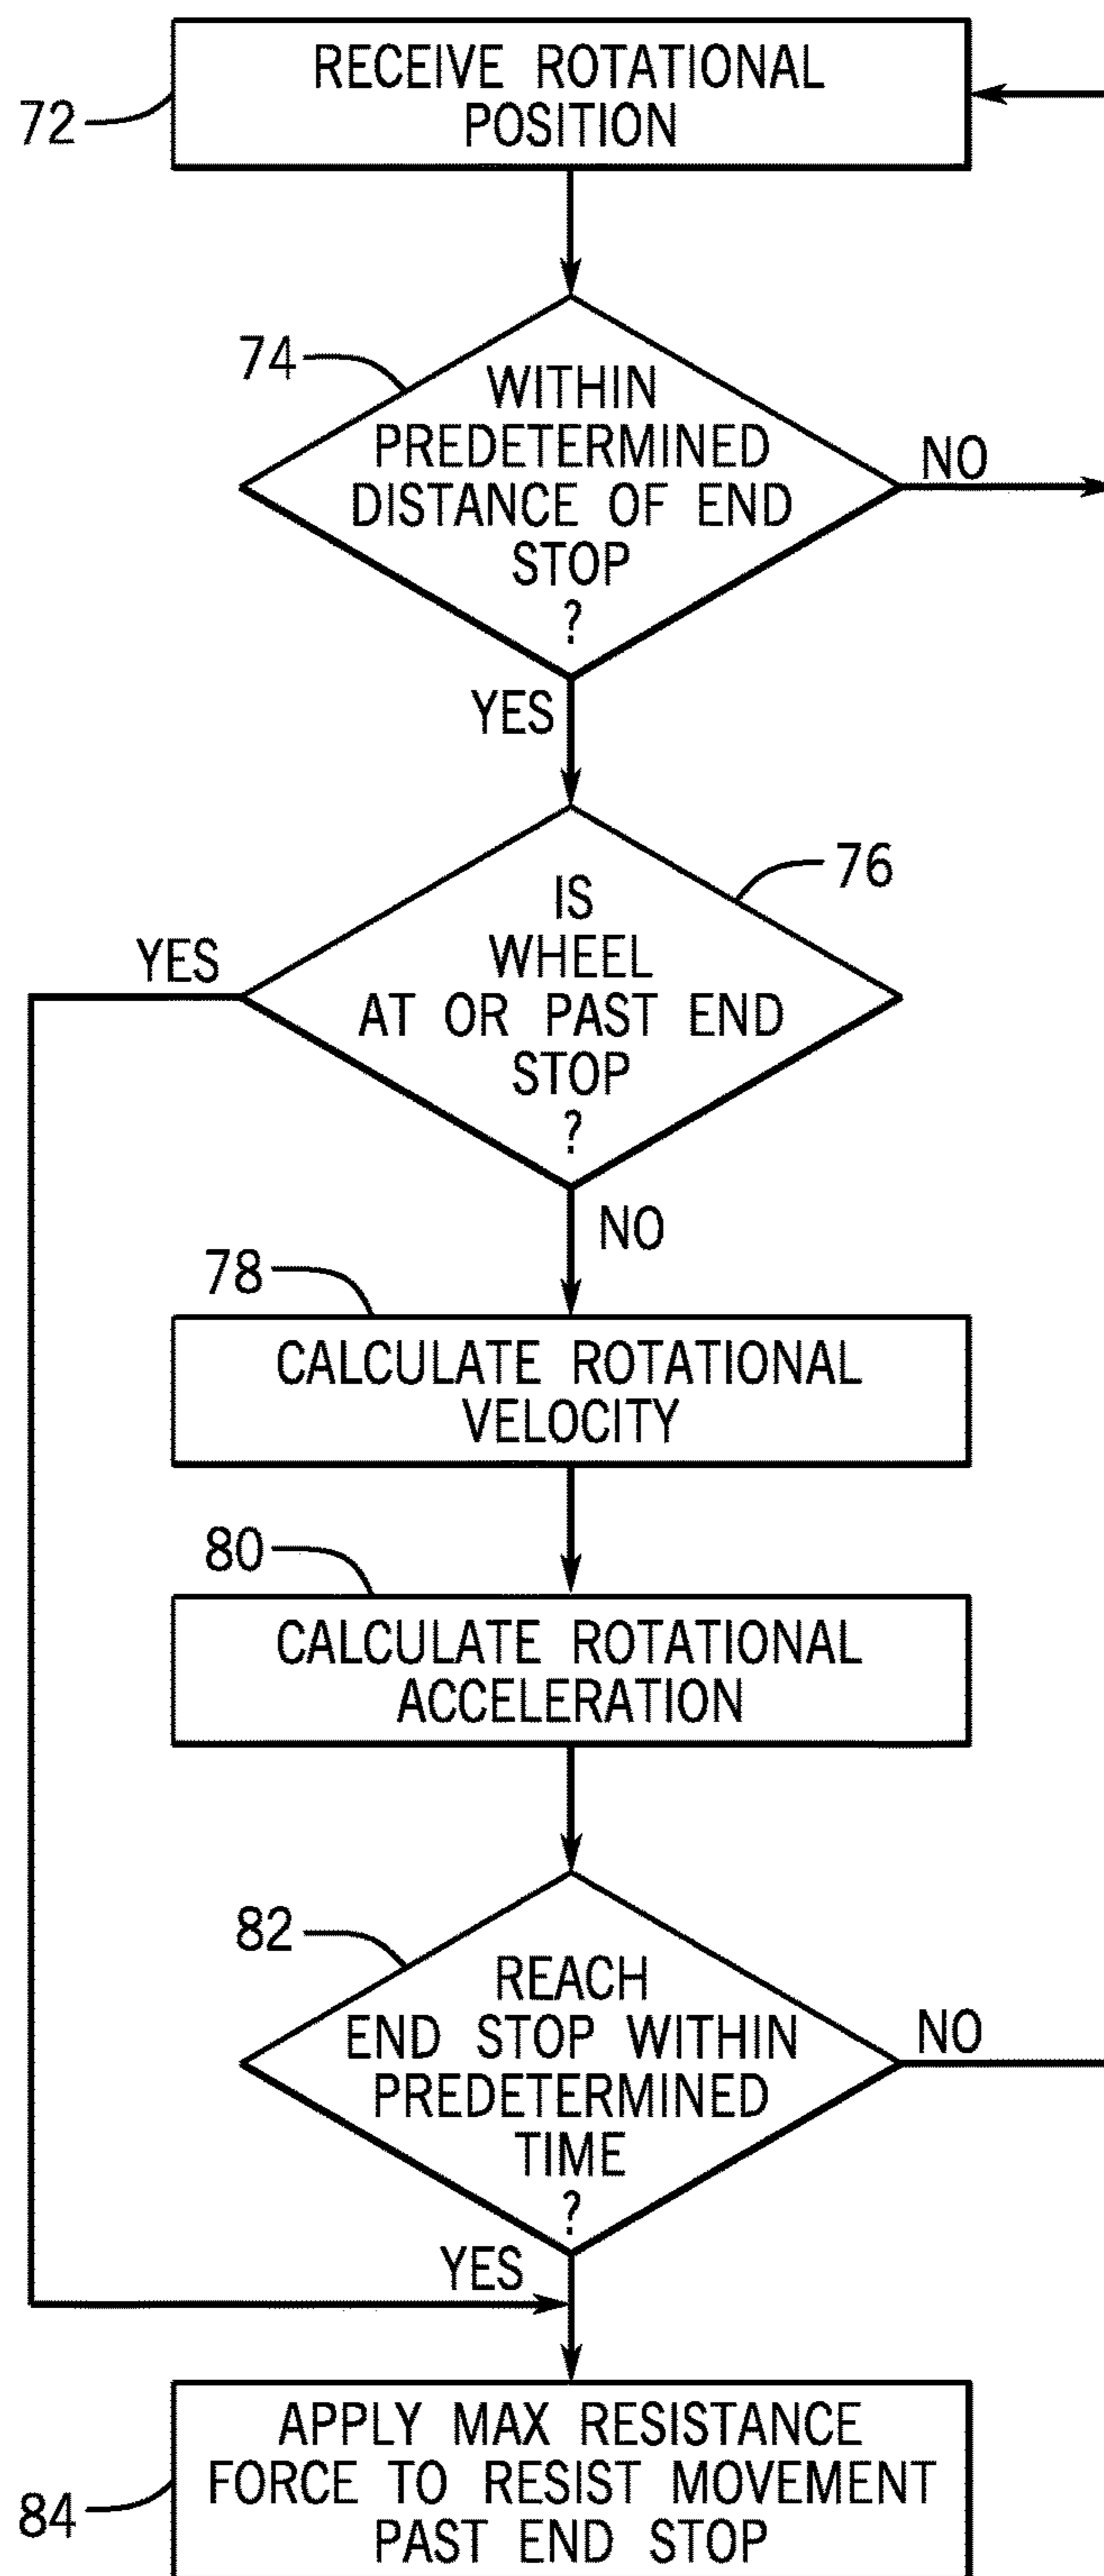 RECEIVE ROTATIONAL
POSITION
72
74
WITHIN
PREDETERMINED
DISTANCE OF END
STOP
?
NO
YES
76
IS
WHEEL
AT OR PAST END
STOP
?
YES
NO
78
CALCULATE ROTATIONAL
VELOCITY
80
CALCULATE ROTATIONAL
ACCELERATION
82
REACH
END STOP WITHIN
PREDETERMINED
TIME
?
NO
YES
APPLY MAX RESISTANCE
FORCE TO RESIST MOVEMENT
PAST END STOP
84